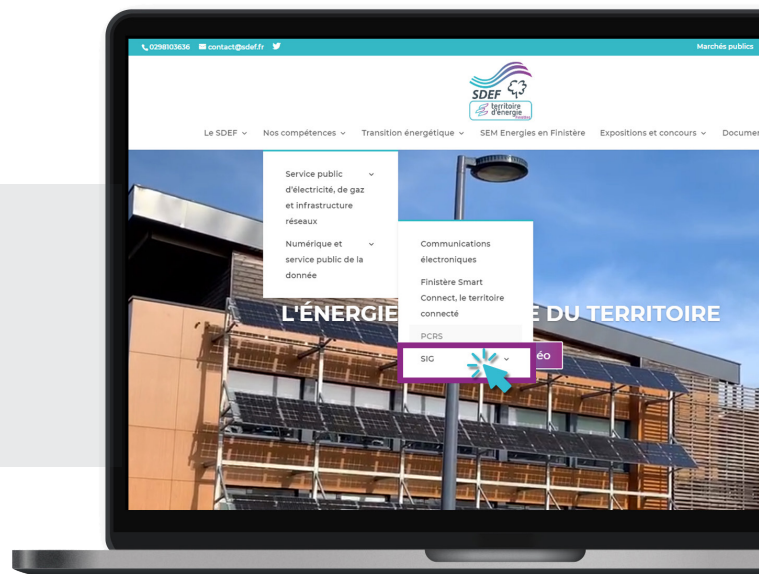 0298103636 contact@sdef.fr Marchés publics
SDEF
territoire
d'énergie
Le SDEF Nos compétences Transition énergétique SEM Energies en Finistère Expositions et concours
Service public
d'électricité, de gaz
et infrastructure
réseaux
Numérique et
service public de la
donnée
Communications
électroniques
Finistère Smart
Connect, le territoire
connecté
PCRS
SIG
L'ÉNERGIE DU TERRITOIRE